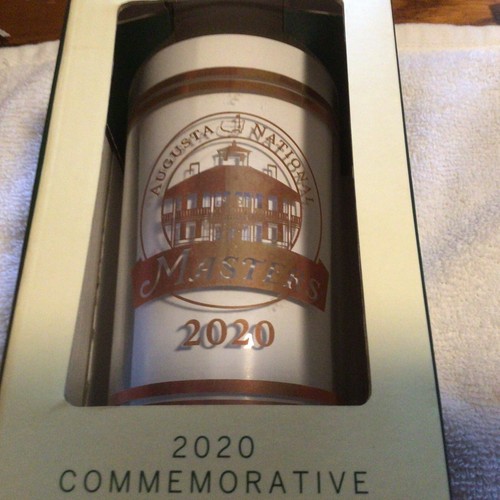 AUGUSTA NATIONAL
MASTERS
2020
2020
COMMEMORATIVE